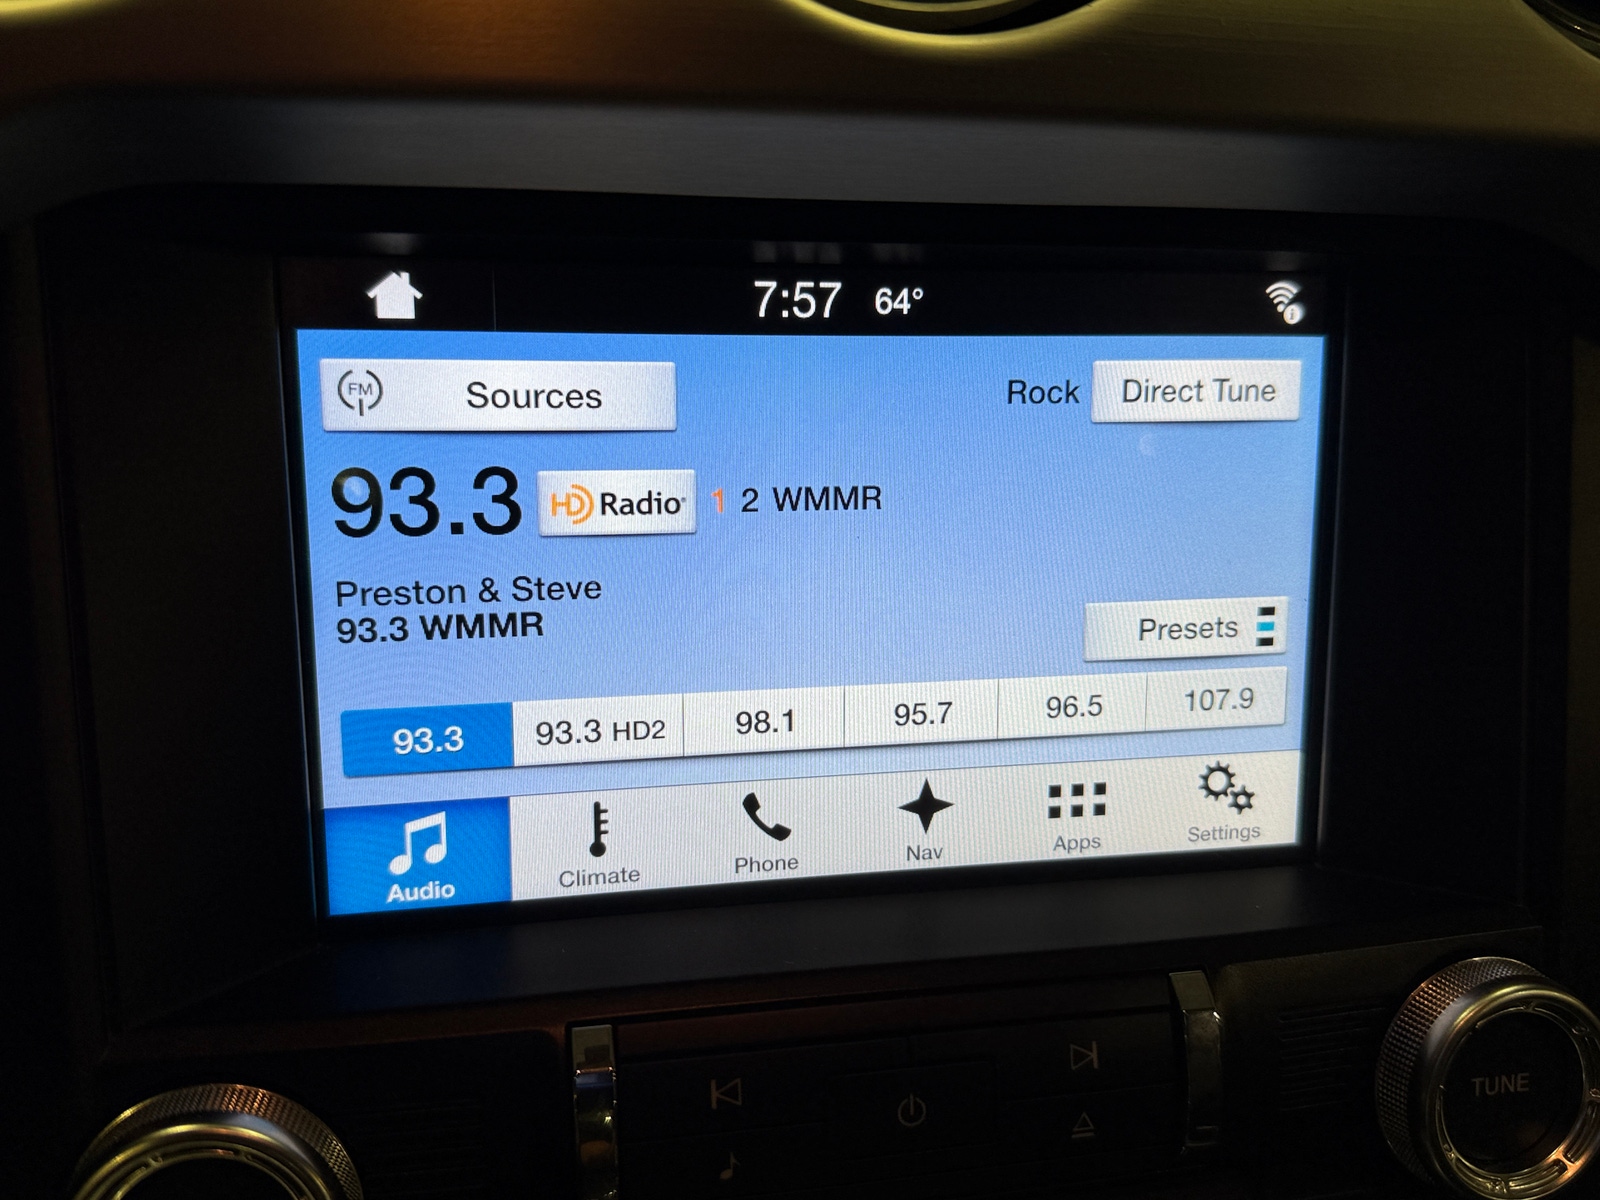 7:57 64°
FM Sources
Rock Direct Tune
93.3 HD Radio 1 2 WMMR
Preston & Steve
93.3 WMMR
Presets
93.3 93.3 HD2 98.1 95.7 96.5 107.9
Audio Climate Phone Nav Apps Settings
TUNE